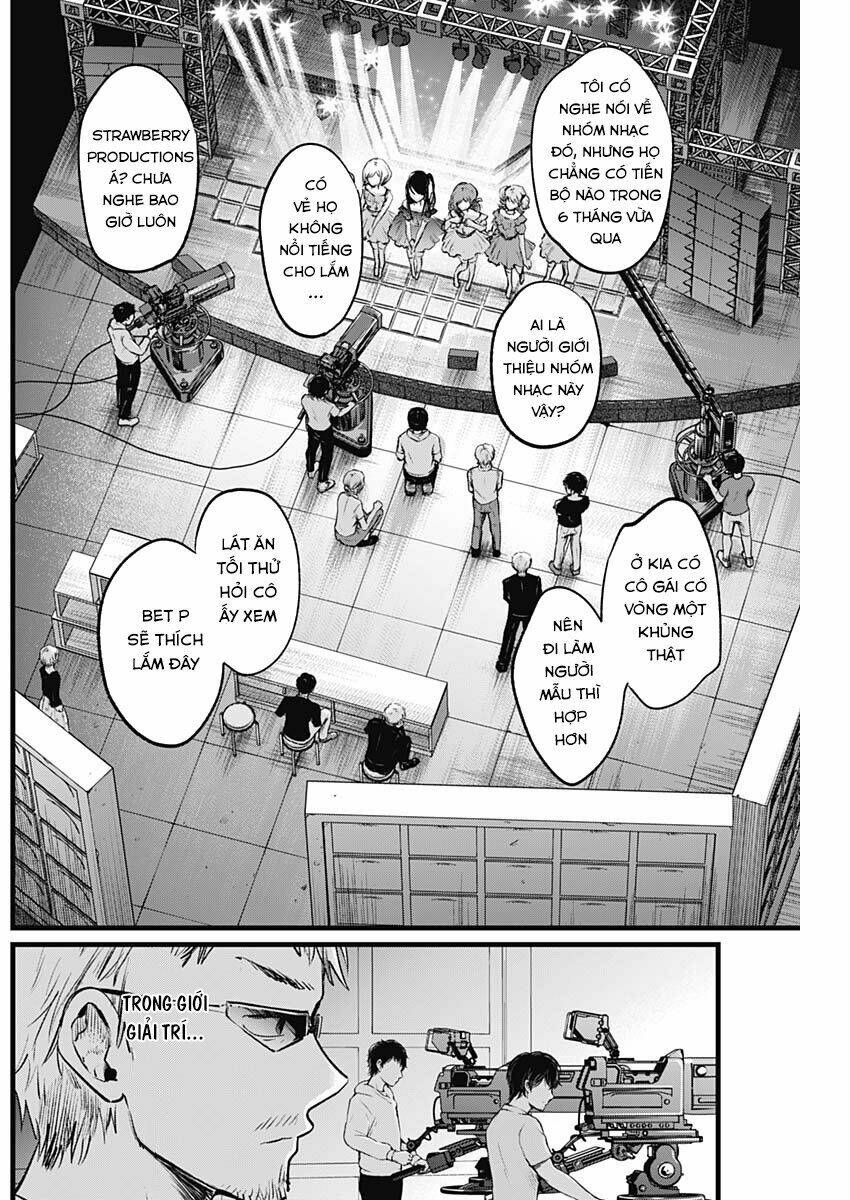 TÔI CÓ
NGHE NÓI VỀ
NHÓM NHẠC
ĐÓ, NHƯNG HỌ
CHẲNG CÓ TIẾN
BỘ NÀO TRONG
6 THÁNG VỪA
QUA
CÓ
VẺ HỌ
KHÔNG
NỔI TIẾNG
CHO LẮM
...
STRAWBERRY
PRODUCTIONS
Á? CHƯA
NGHE BAO
GIỜ LUÔN
AI LÀ
NGƯỜI GIỚI
THIỆU NHÓM
NHẠC NÀY
VẬY?
Ở KIA CÓ
CÔ GÁI CÓ
VÒNG MỘT
KHỦNG
THẬT
NÊN
ĐI LÀM
NGƯỜI
MẪU THÌ
HỢP
HƠN
LÁT ĂN
TỐI THỬ
HỎI CÔ
ẤY XEM
BET P
SẼ THÍCH
LẮM ĐÂY
TRONG GIỚI
GIẢI TRÍ...